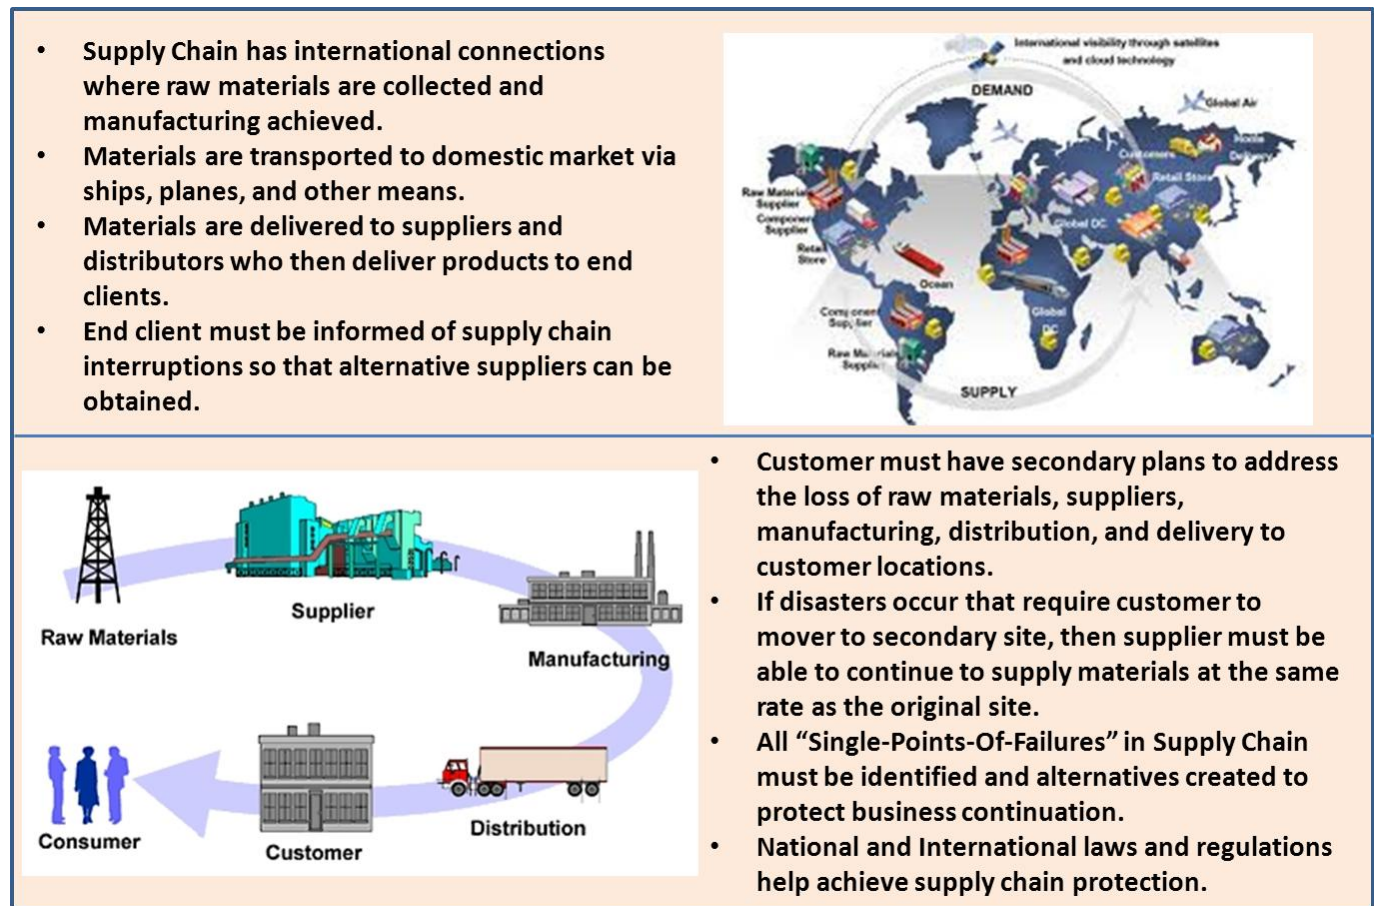 • Supply Chain has international connections
where raw materials are collected and
manufacturing achieved.
• Materials are transported to domestic market via
ships, planes, and other means.
• Materials are delivered to suppliers and
distributors who then deliver products to end
clients.
• End client must be informed of supply chain
interruptions so that alternative suppliers can be
obtained.
International visibility through satellites
and cloud technology
DEMAND
Global Air
Customers
Home
Delivery
Retail Store
Raw Material
Supplier
Component
Supplier
Retail
Store
Global DC
Ocean
Component
Supplier
Global
DC
Raw Materials
Supplier
SUPPLY
Raw Materials
Supplier
Manufacturing
Distribution
Customer
Consumer
• Customer must have secondary plans to address
the loss of raw materials, suppliers,
manufacturing, distribution, and delivery to
customer locations.
• If disasters occur that require customer to
mover to secondary site, then supplier must be
able to continue to supply materials at the same
rate as the original site.
• All “Single-Points-Of-Failures” in Supply Chain
must be identified and alternatives created to
protect business continuation.
• National and International laws and regulations
help achieve supply chain protection.